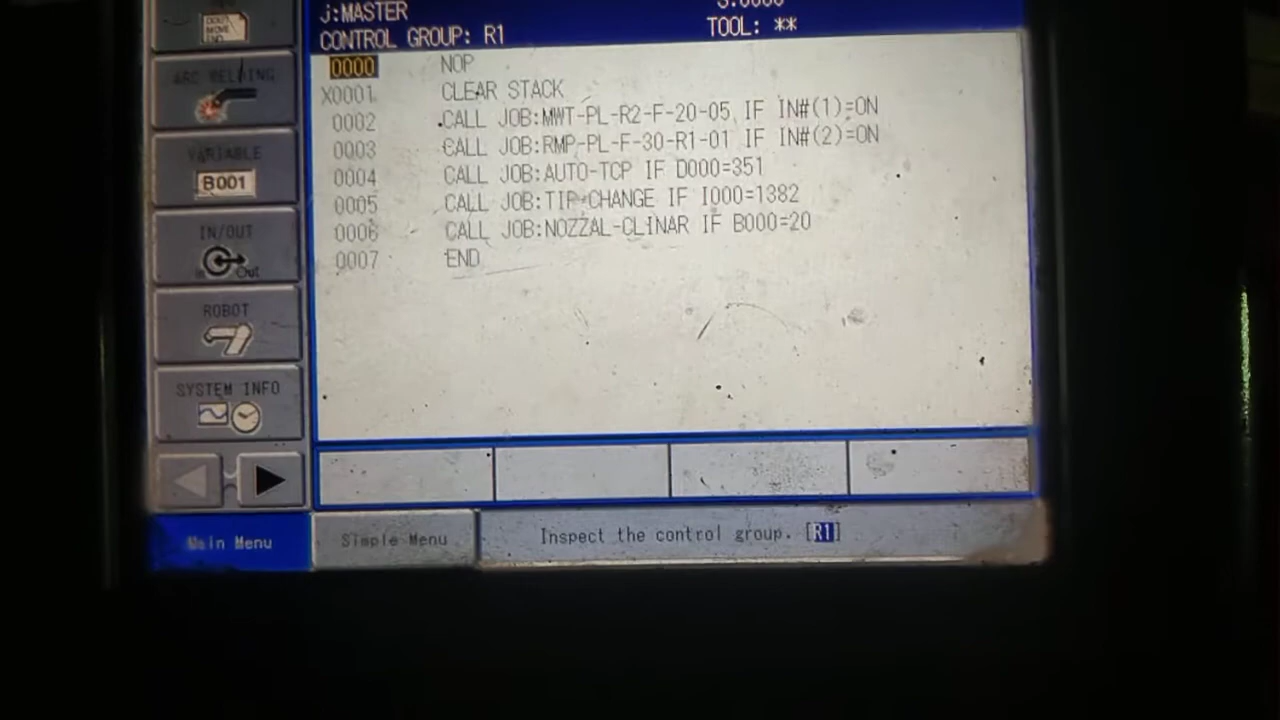 J:MASTER
CONTROL GROUP: R1
TOOL: **
0000 NOP
X0001 CLEAR STACK
0002 CALL JOB:MWT-PL-R2-F-20-05 IF IN#(1)=ON
0003 CALL JOB:RMP-PL-F-30-R1-01 IF IN#(2)=ON
0004 CALL JOB:AUTO-TCP IF D000=351
0005 CALL JOB:TIP-CHANGE IF I000=1382
0006 CALL JOB:NOZZAL-CLINAR IF B000=20
0007 END
ARC WELDING
VARIABLE
B001
IN/OUT
In Out
ROBOT
SYSTEM INFO
Main Menu
Simple Menu
Inspect the control group. [R1]